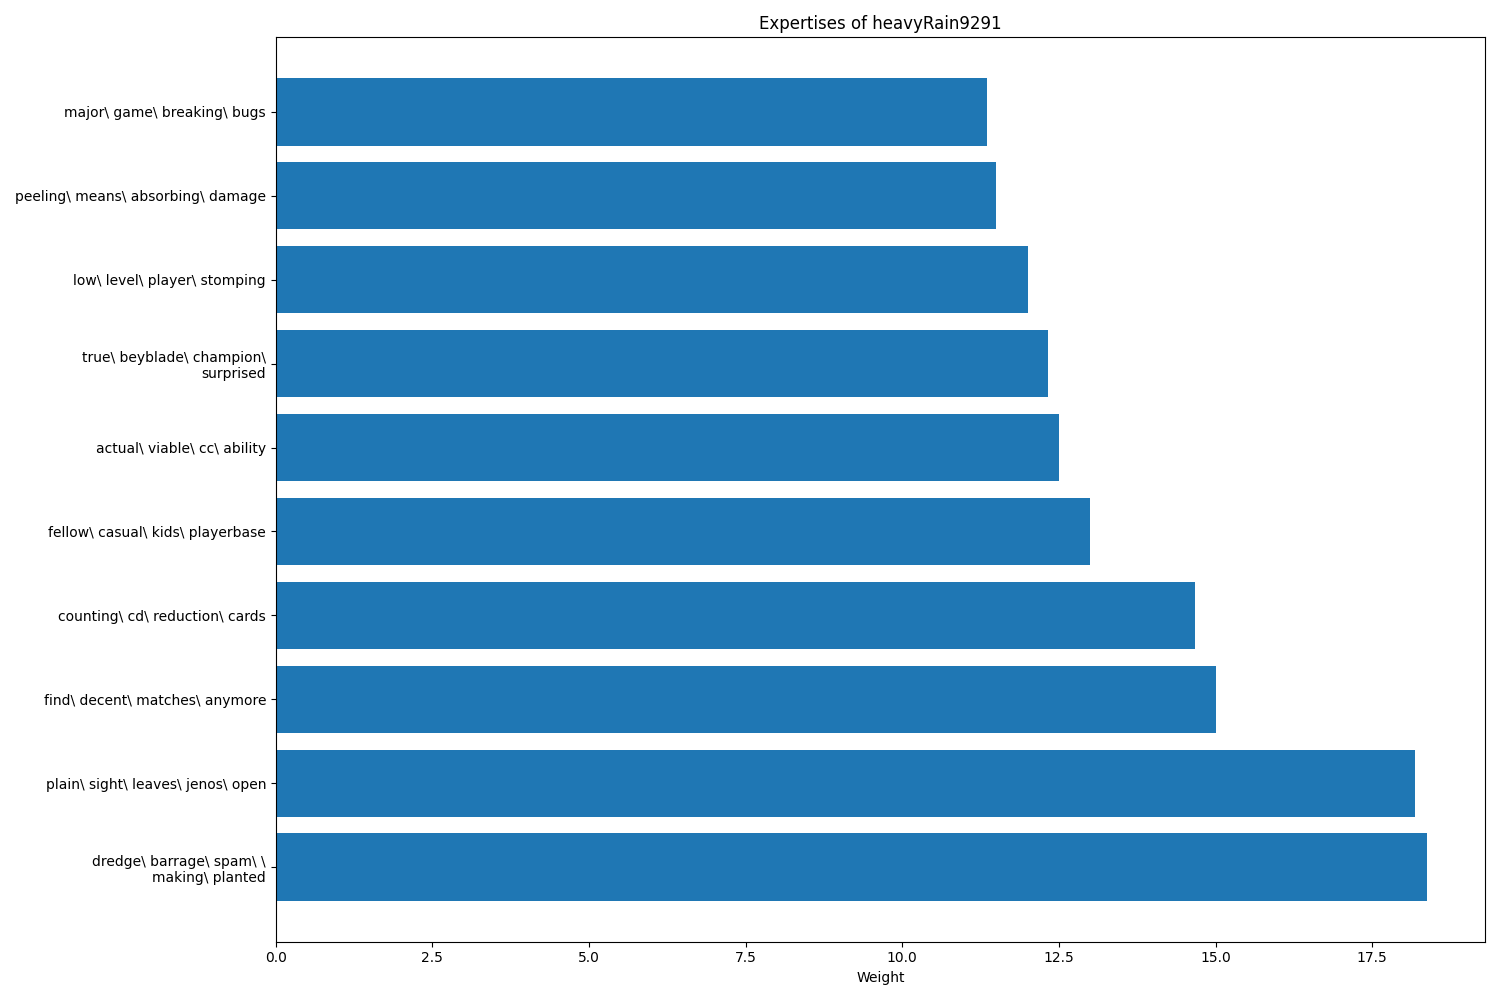 Expertises of heavyRain9291
major\ game\ breaking\ bugs
peeling\ means\ absorbing\ damage
low\ level\ player\ stomping
true\ beyblade\ champion\
surprised
actual\ viable\ cc\ ability
fellow\ casual\ kids\ playerbase
counting\ cd\ reduction\ cards
find\ decent\ matches\ anymore
plain\ sight\ leaves\ jenos\ open
dredge\ barrage\ spam\ \
making\ planted
0.0 2.5 5.0 7.5 10.0 12.5 15.0 17.5
Weight